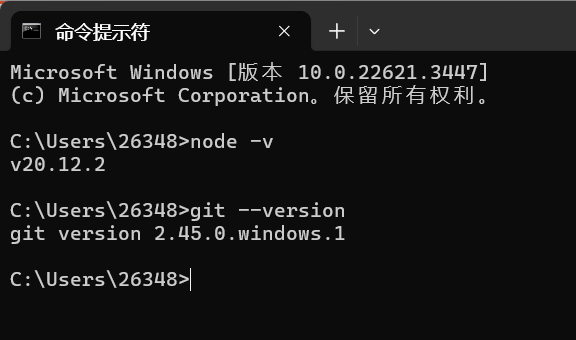 命令提示符
Microsoft Windows [版本 10.0.22621.3447]
(c) Microsoft Corporation。保留所有权利。
C:\Users\26348>node -v
v20.12.2
C:\Users\26348>git --version
git version 2.45.0.windows.1
C:\Users\26348>